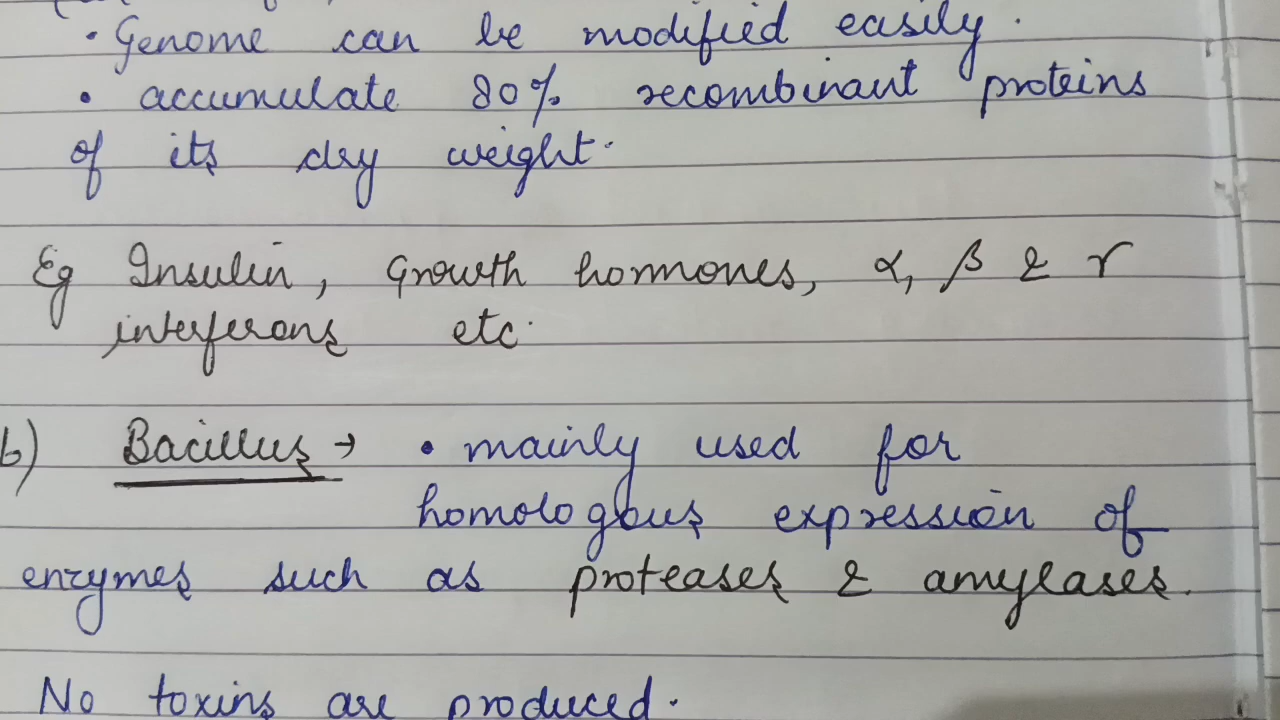 • Genome can be modified easily.
• accumulate 80% recombinant proteins
of its dry weight.
Eg Insulin, Growth hormones, α, β & γ
interferons etc.
b) Bacillus → • mainly used for
homologous expression of
enzymes such as proteases & amylases.
No toxins are produced.